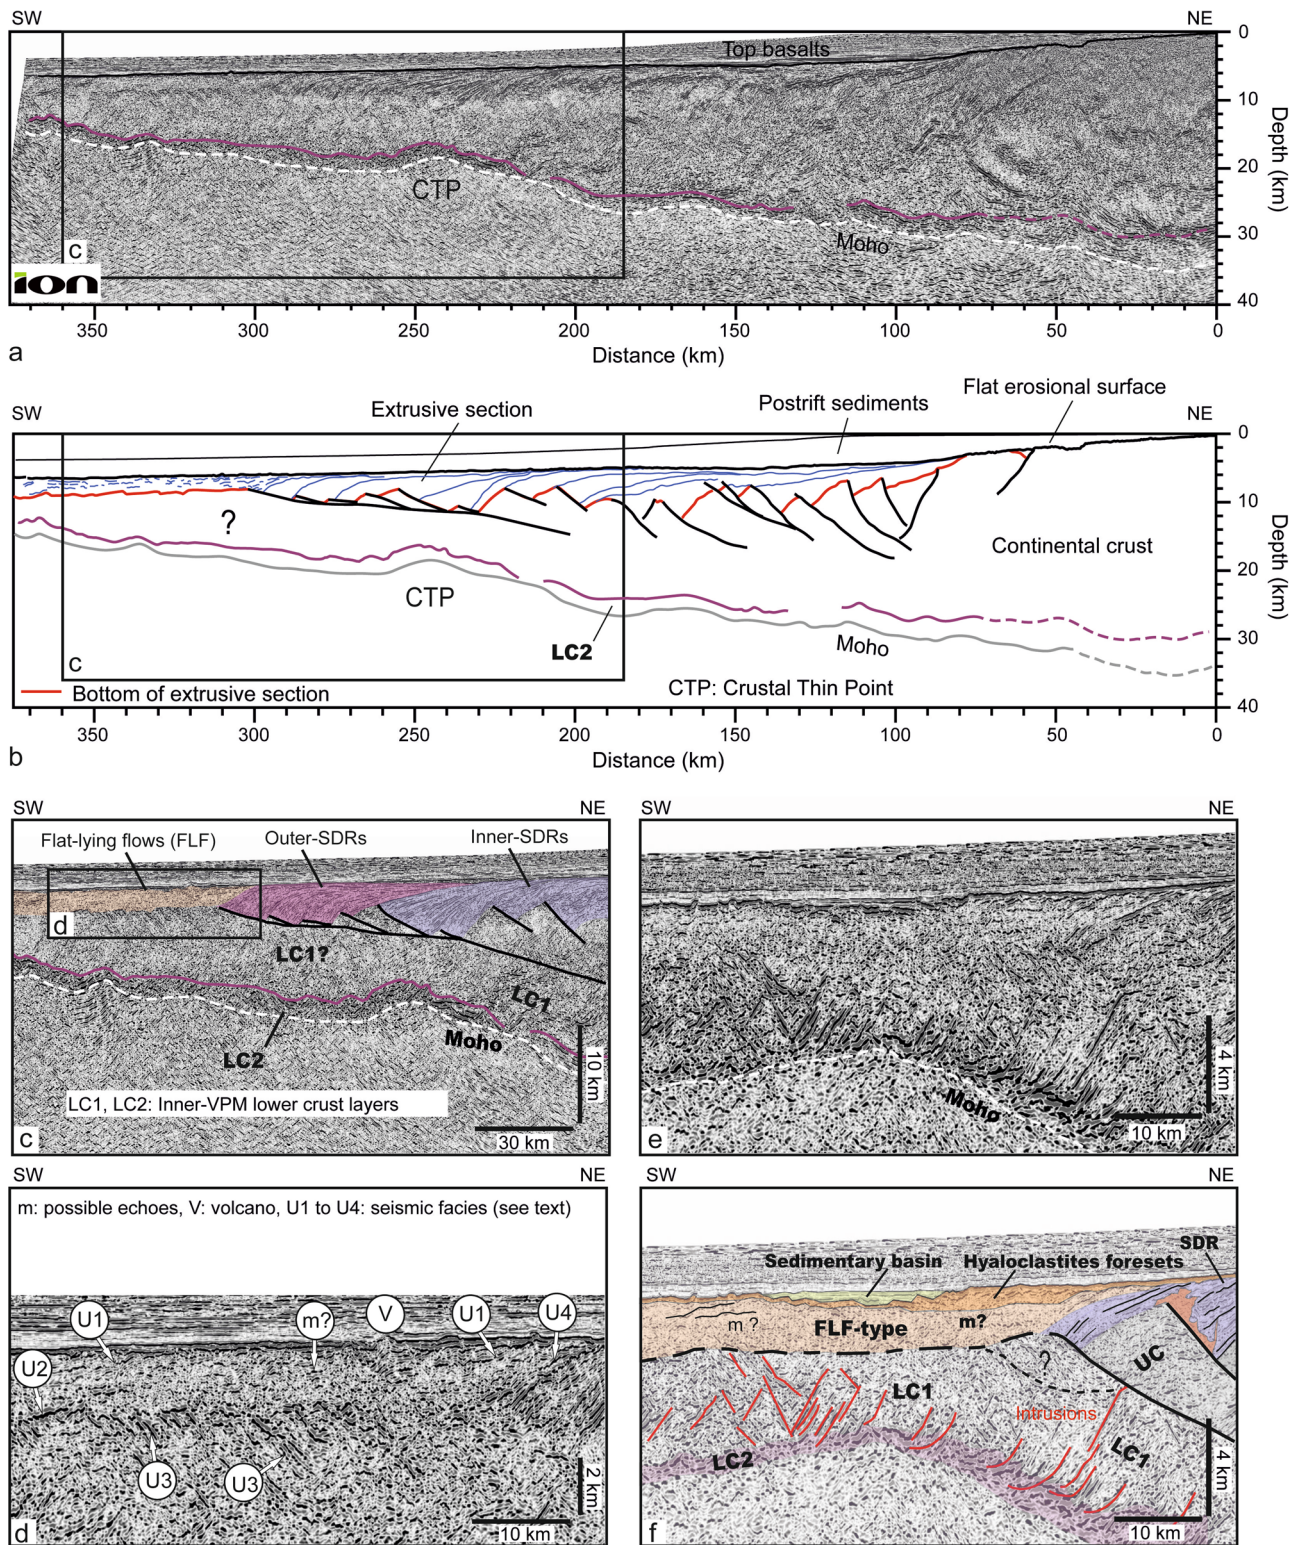 SW
NE
Top basalts
0
10
20
30
40
Depth (km)
CTP
Moho
c
ion
350
300
250
200
150
100
50
0
Distance (km)
a
SW
NE
Extrusive section
Postrift sediments
Flat erosional surface
0
10
20
30
40
Depth (km)
?
Continental crust
CTP
Moho
LC2
c
Bottom of extrusive section
CTP: Crustal Thin Point
350
300
250
200
150
100
50
0
Distance (km)
b
SW
NE
Flat-lying flows (FLF)
Outer-SDRs
Inner-SDRs
d
LC1?
LC1
LC2
Moho
10 km
LC1, LC2: Inner-VPM lower crust layers
30 km
c
SW
NE
Moho
4 km
10 km
e
SW
NE
m: possible echoes, V: volcano, U1 to U4: seismic facies (see text)
U1
m?
V
U1
U4
U2
U3
U3
2 km
10 km
d
SW
NE
SDR
Sedimentary basin
Hyaloclastites foresets
m ?
FLF-type
m?
?
UC
LC1
Intrusions
LC1
LC2
4 km
10 km
f